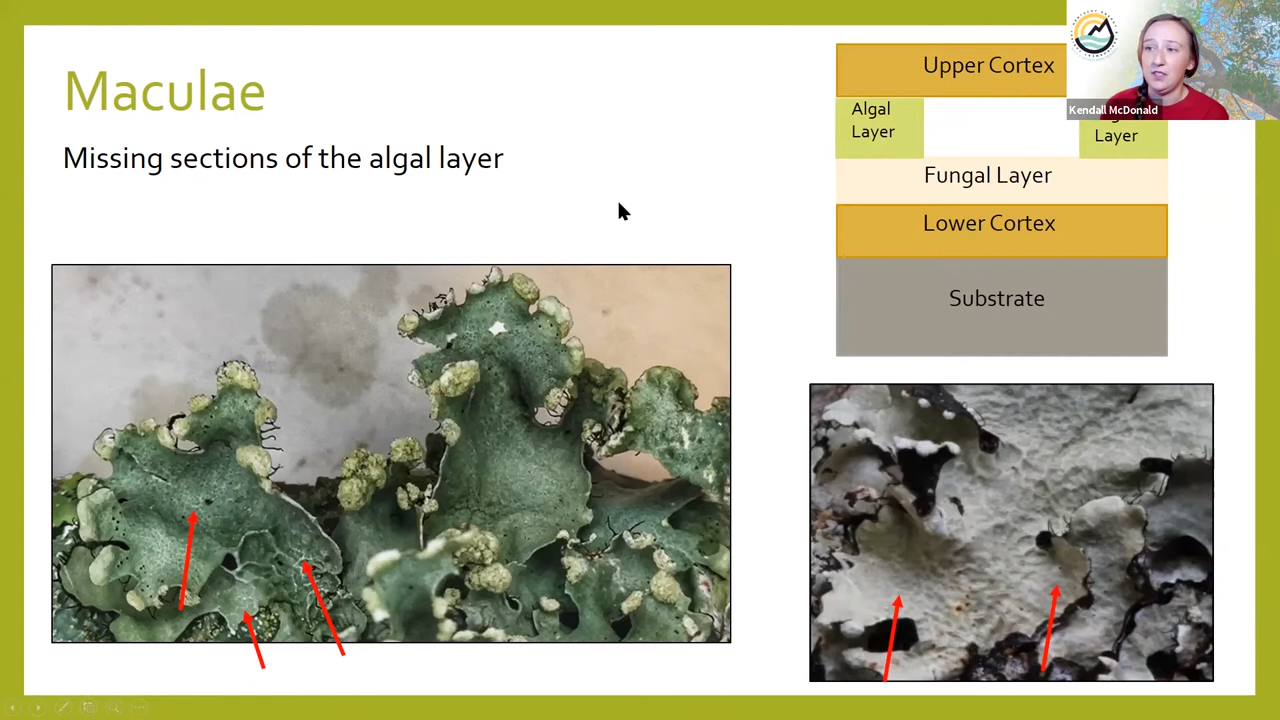 Maculae
Missing sections of the algal layer
Upper Cortex
Algal
Layer
Layer
Fungal Layer
Lower Cortex
Substrate
Kendall McDonald